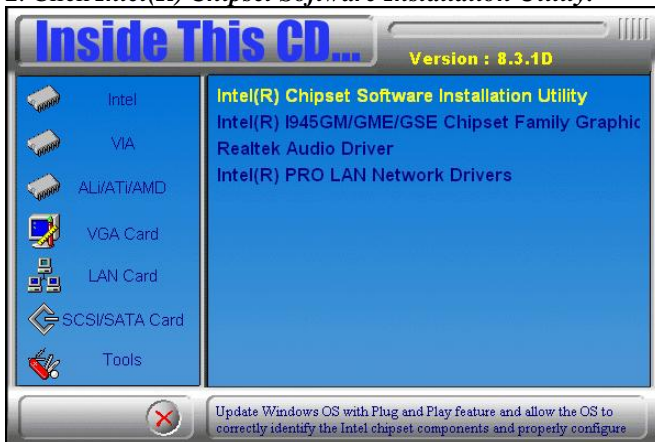 2. Click Intel(R) Chipset Software Installation Utility.
Inside This CD...
Version : 8.3.1D
Intel
VIA
ALi/ATi/AMD
VGA Card
LAN Card
SCSI/SATA Card
Tools
Intel(R) Chipset Software Installation Utility
Intel(R) I945GM/GME/GSE Chipset Family Graphic
Realtek Audio Driver
Intel(R) PRO LAN Network Drivers
Update Windows OS with Plug and Play feature and allow the OS to
correctly identify the Intel chipset components and properly configure